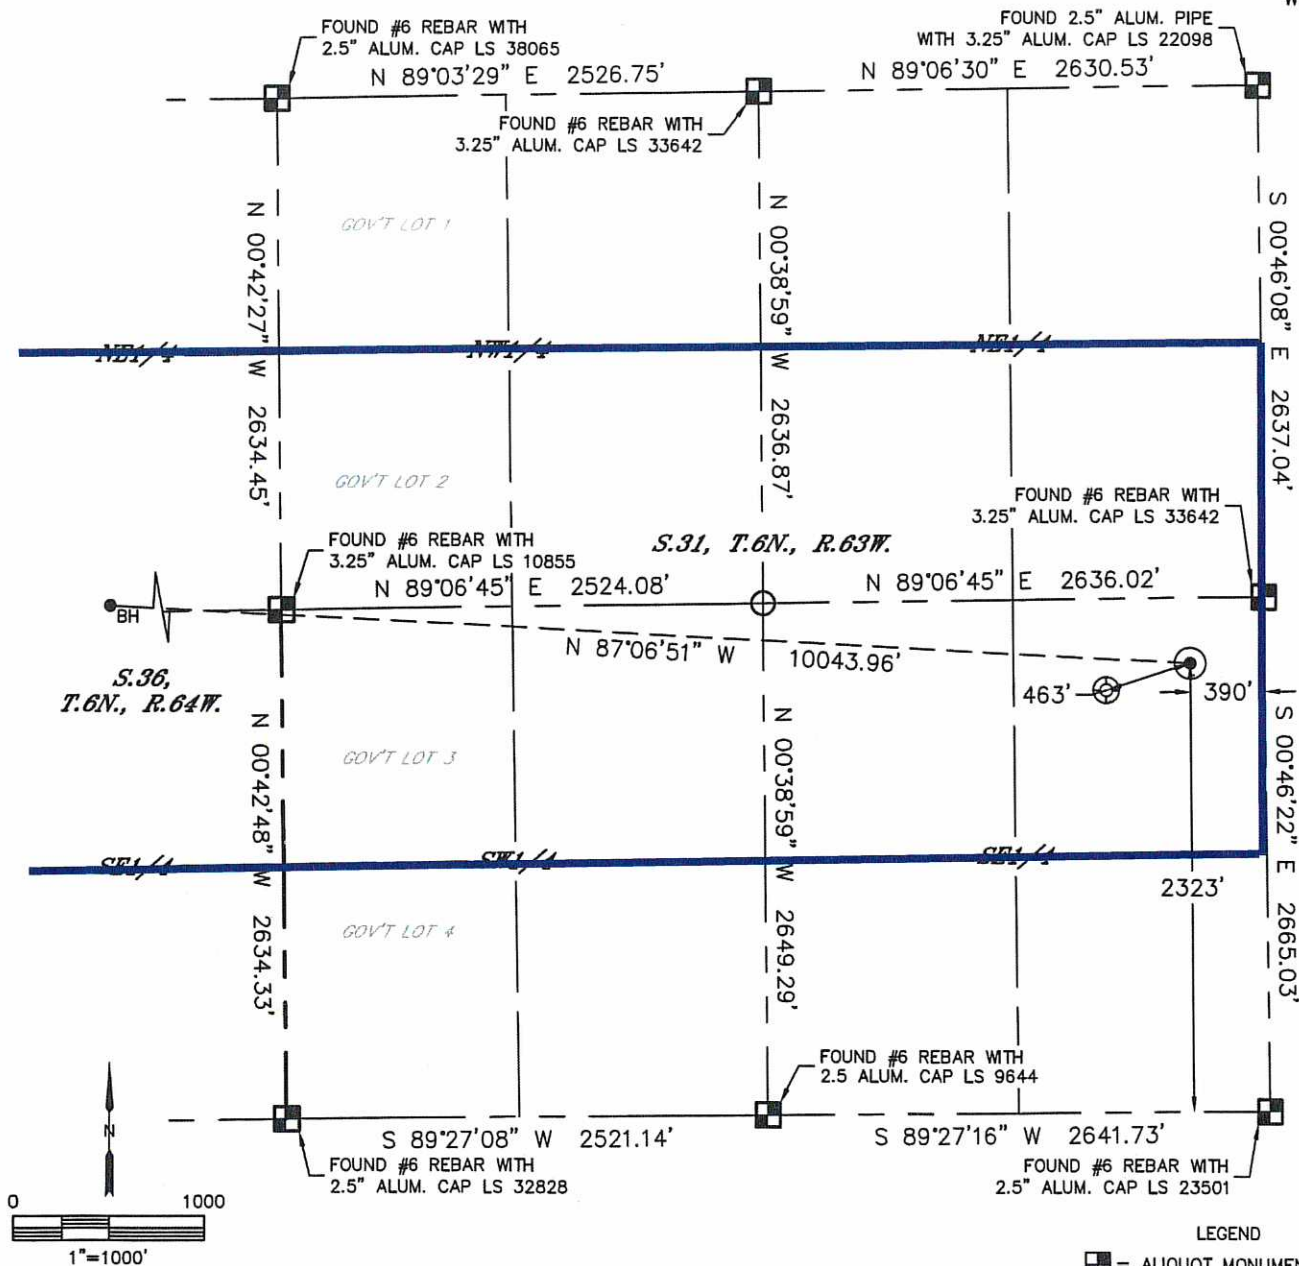 FOUND #6 REBAR WITH
2.5" ALUM. CAP LS 38065
FOUND 2.5" ALUM. PIPE
WITH 3.25" ALUM. CAP LS 22098
N 89°03'29" E 2526.75'
N 89°06'30" E 2630.53'
FOUND #6 REBAR WITH
3.25" ALUM. CAP LS 33642
GOV'T LOT 1
N 00°42'27" W 2634.45'
N 00°38'59" W 2636.87'
S 00°46'08" E 2637.04'
NE1/4
NW1/4
NE1/4
GOV'T LOT 2
FOUND #6 REBAR WITH
3.25" ALUM. CAP LS 33642
FOUND #6 REBAR WITH
3.25" ALUM. CAP LS 10855
S.31, T.6N., R.63W.
N 89°06'45" E 2524.08'
N 89°06'45" E 2636.02'
BH
N 87°06'51" W 10043.96'
S.36,
T.6N., R.64W.
463'
390'
GOV'T LOT 3
N 00°42'48" W 2634.33'
N 00°38'59" W 2649.29'
S 00°46'22" E 2665.03'
SE1/4
SW1/4
SE1/4
2323'
GOV'T LOT 4
FOUND #6 REBAR WITH
2.5 ALUM. CAP LS 9644
N
S 89°27'08" W 2521.14'
S 89°27'16" W 2641.73'
FOUND #6 REBAR WITH
2.5" ALUM. CAP LS 32828
FOUND #6 REBAR WITH
2.5" ALUM. CAP LS 23501
0 1000
1"=1000'
LEGEND
= ALIQUOT MONUMEN